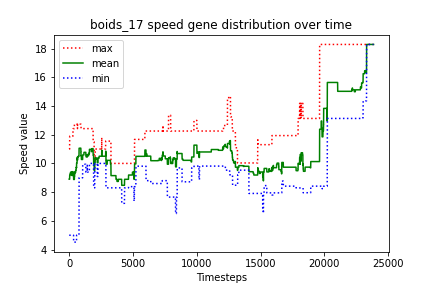 boids_17 speed gene distribution over time
max
mean
min
Speed value
18
16
14
12
10
8
6
4
0
5000
10000
15000
20000
25000
Timesteps